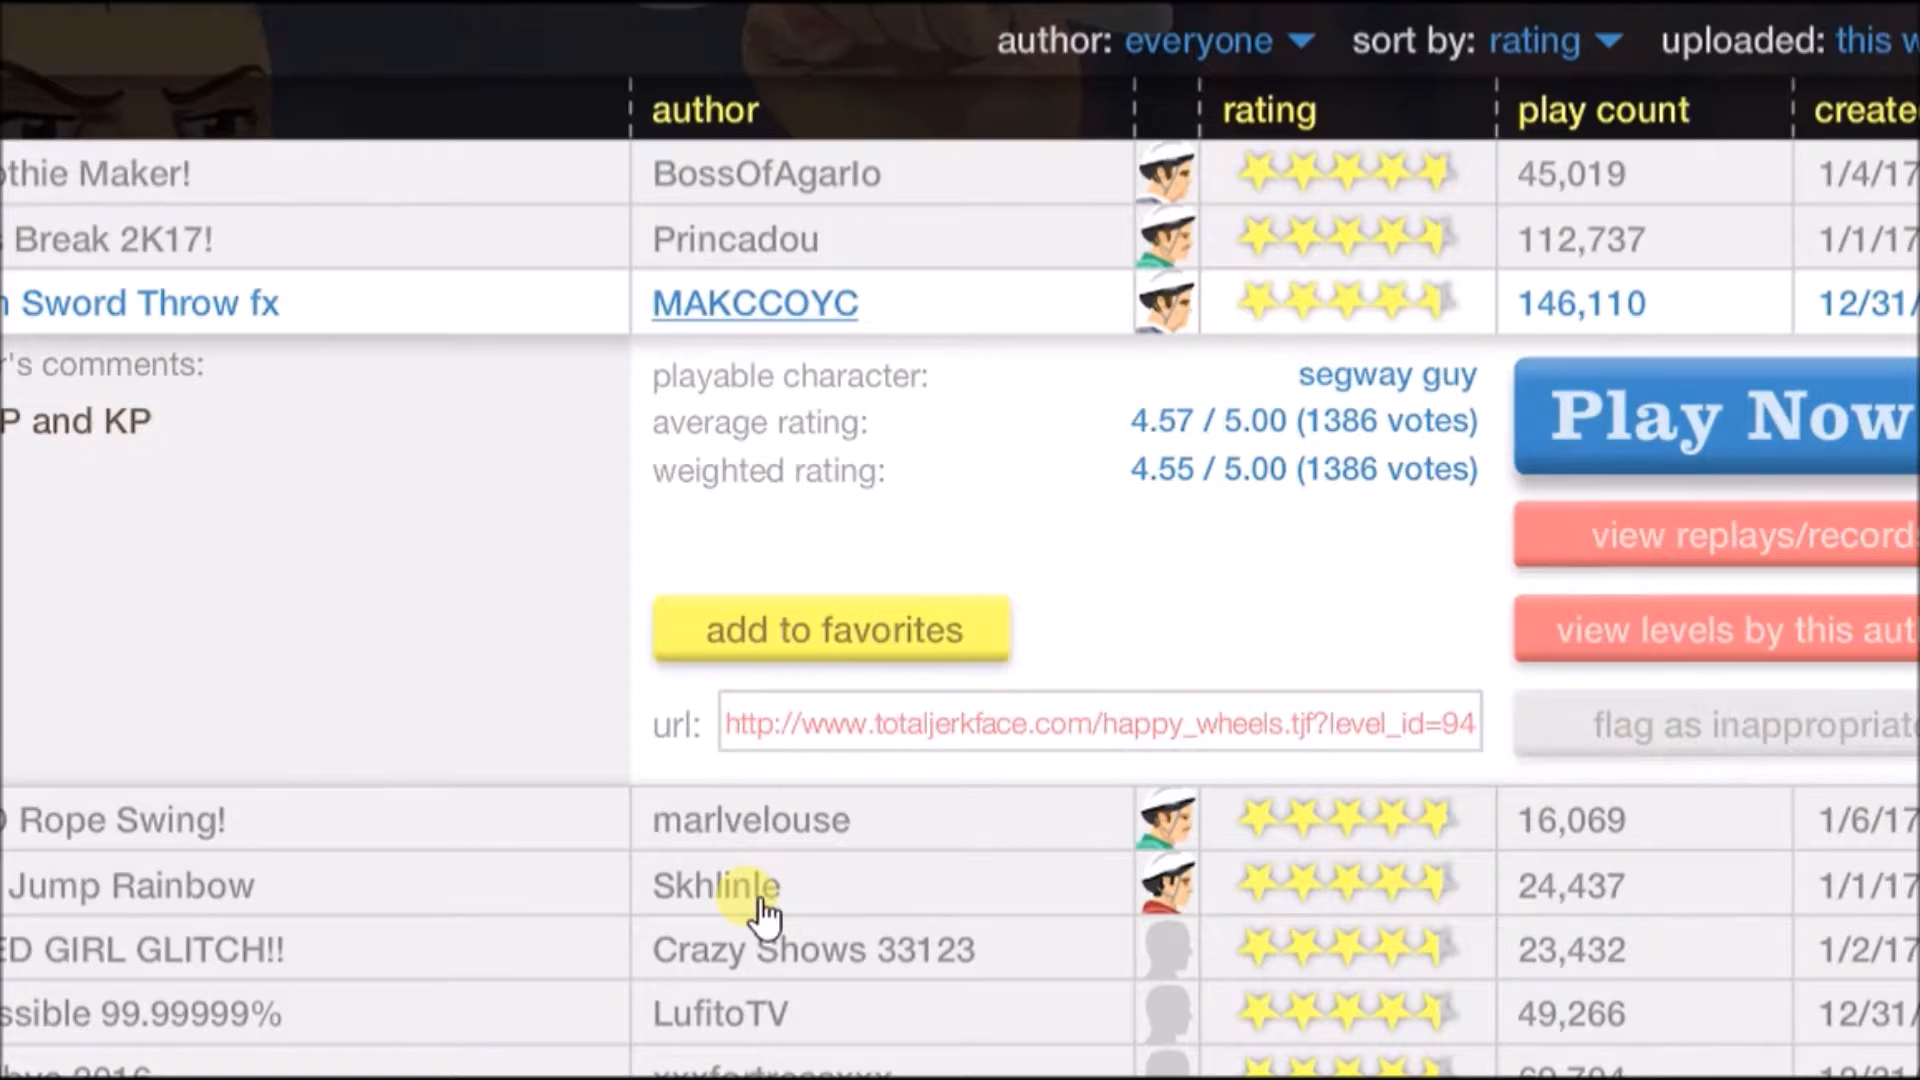 author: everyone sort by: rating uploaded: this w
author rating play count create
thie Maker! BossOfAgarIo 45,019 1/4/17
Break 2K17! Princadou 112,737 1/1/17
Sword Throw fx MAKCCOYC 146,110 12/31/
r's comments: playable character: segway guy Play Now
P and KP average rating: 4.57 / 5.00 (1386 votes)
weighted rating: 4.55 / 5.00 (1386 votes)
view replays/record
add to favorites view levels by this aut
url: http://www.totaljerkface.com/happy_wheels.tjf?level_id=94 flag as inappropriate
Rope Swing! marlvelouse 16,069 1/6/17
Jump Rainbow Skhlinle 24,437 1/1/17
ED GIRL GLITCH!! Crazy Shows 33123 23,432 1/2/17
ssible 99.99999% LufitoTV 49,266 12/31/